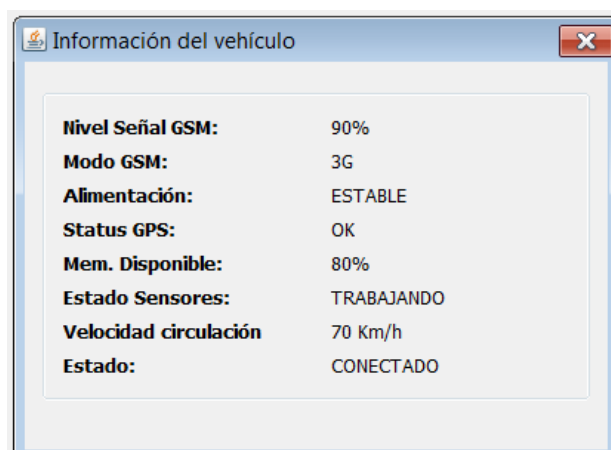 Información del vehículo
Nivel Señal GSM: 90%
Modo GSM: 3G
Alimentación: ESTABLE
Status GPS: OK
Mem. Disponible: 80%
Estado Sensores: TRABAJANDO
Velocidad circulación 70 Km/h
Estado: CONECTADO